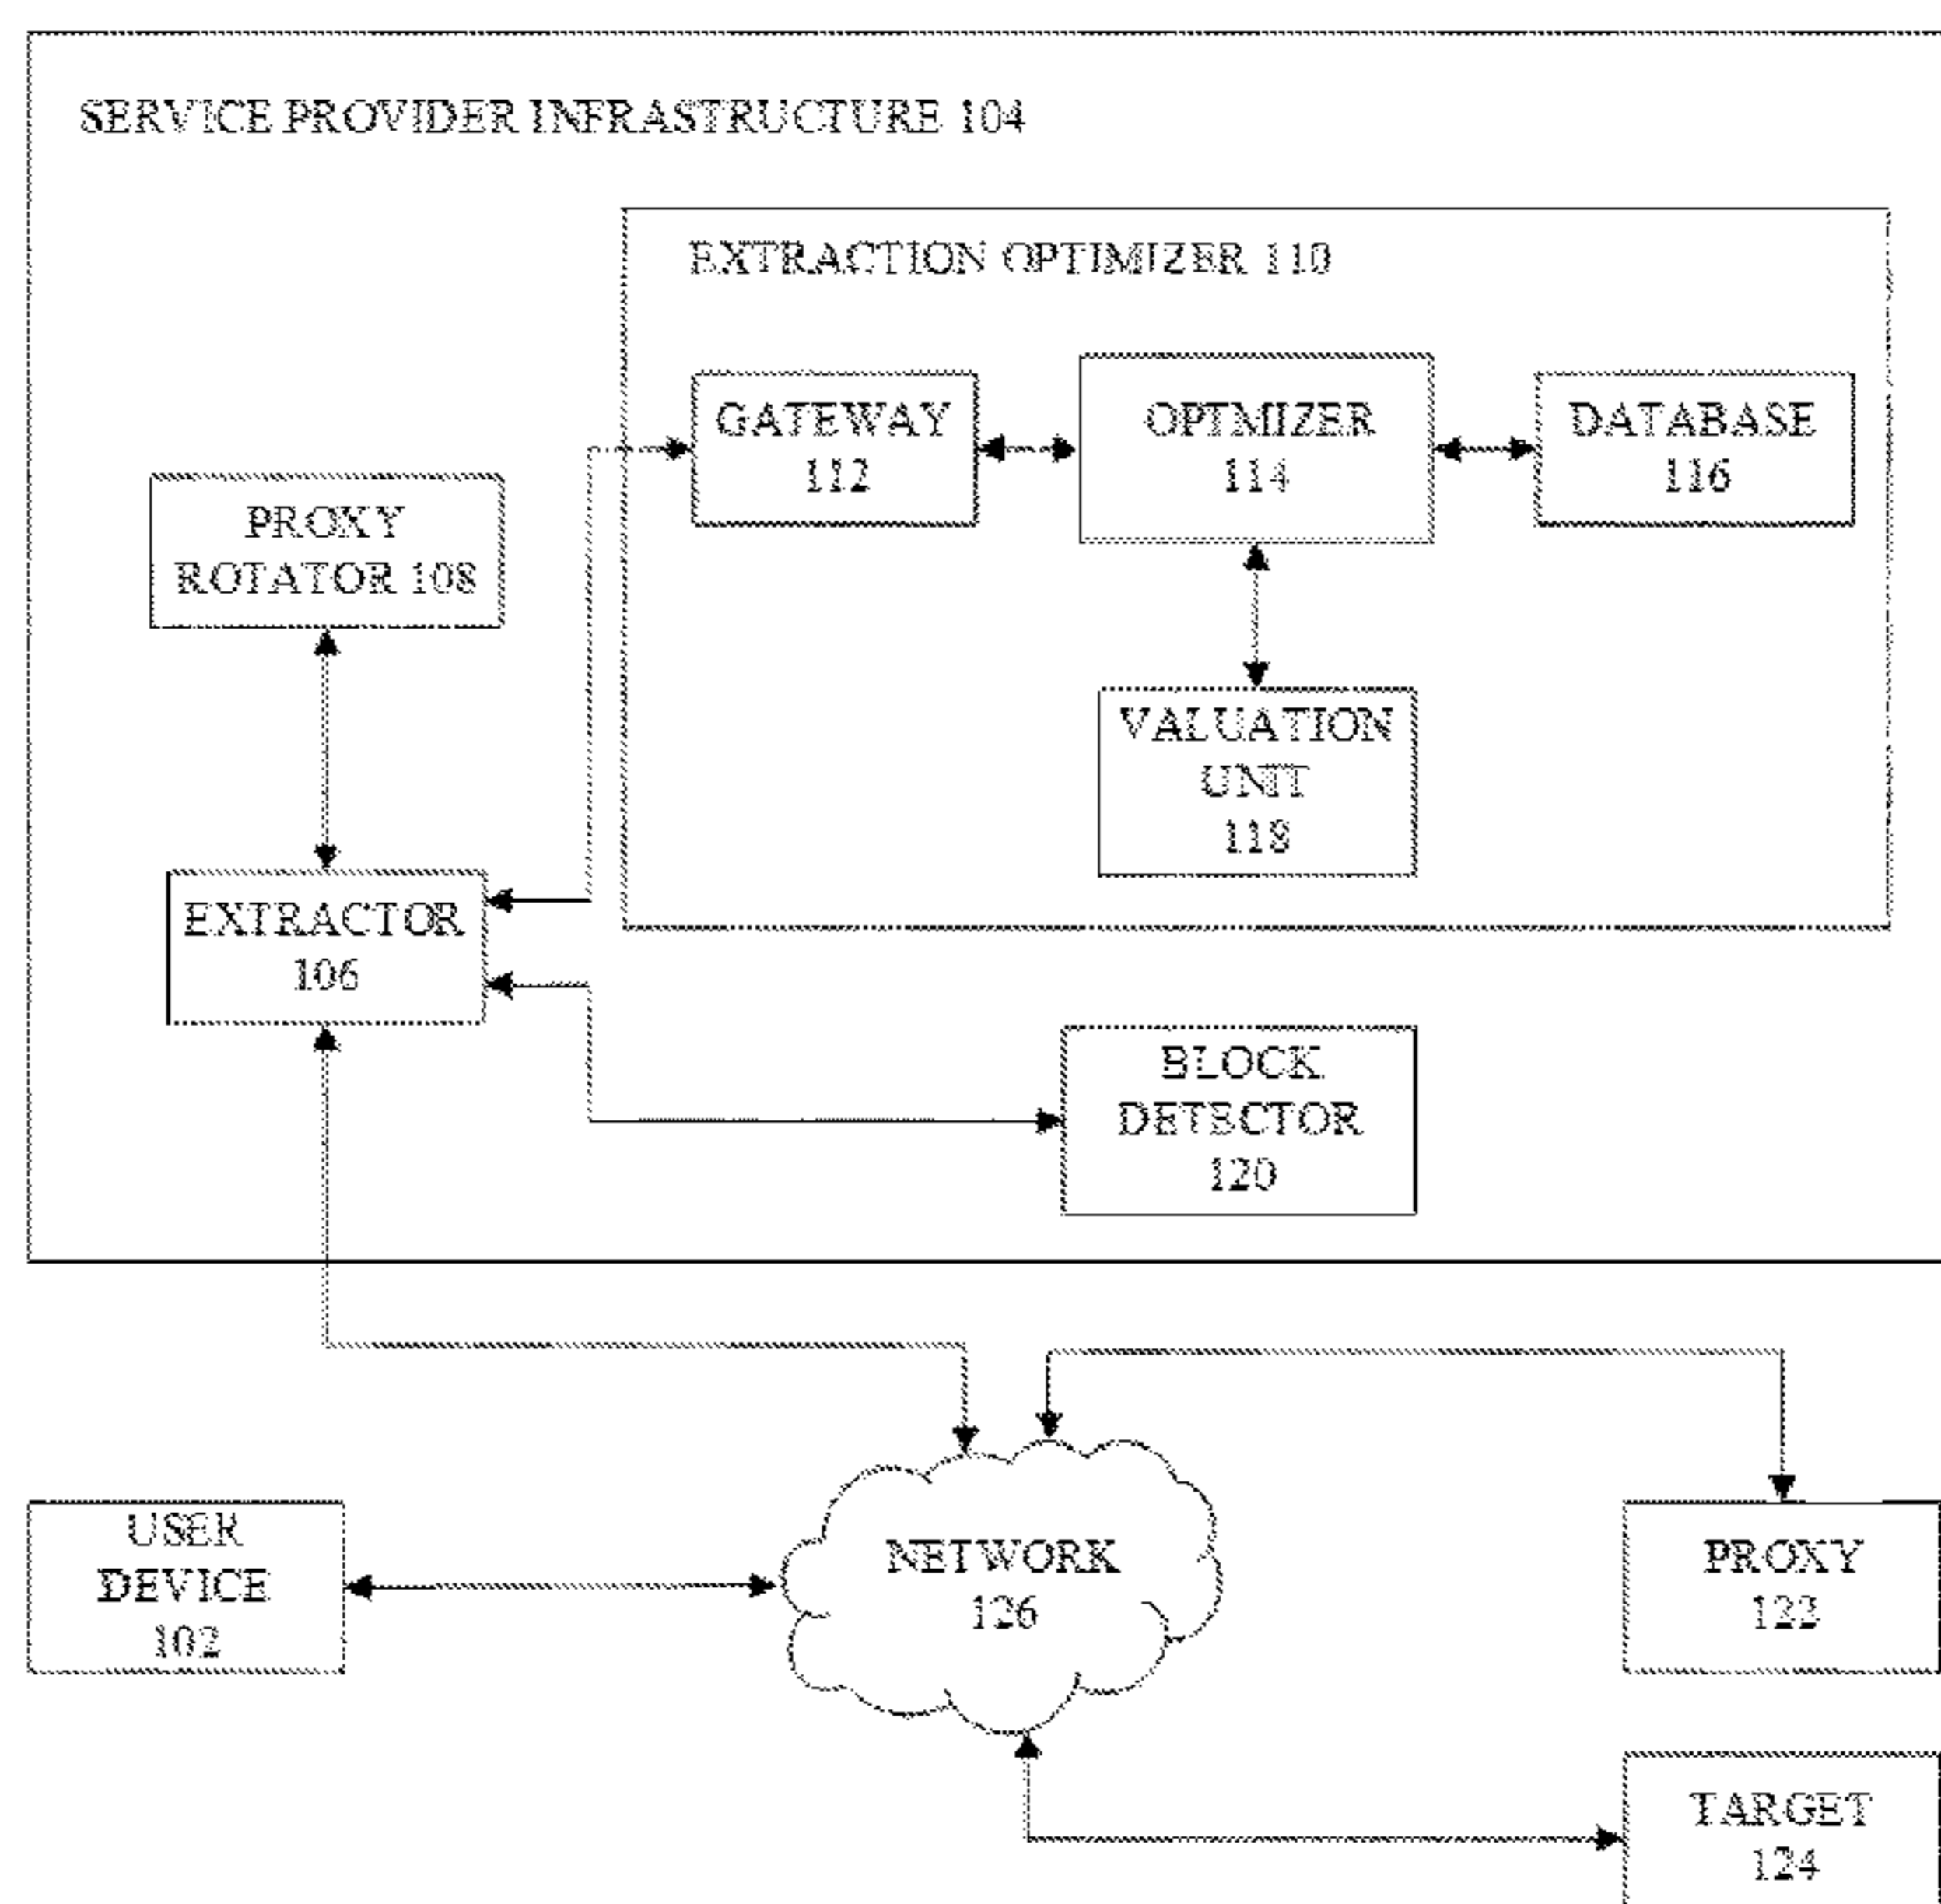 SERVICE PROVIDER INFRASTRUCTURE 104
EXTRACTION OPTIMIZER 110
GATEWAY
112
OPTMIZER
114
DATABASE
116
PROXY
ROTATOR 108
VALUATION
UNIT
118
EXTRACTOR
106
BLOCK
DETECTOR
120
USER
DEVICE
102
NETWORK
126
PROXY
122
TARGET
124